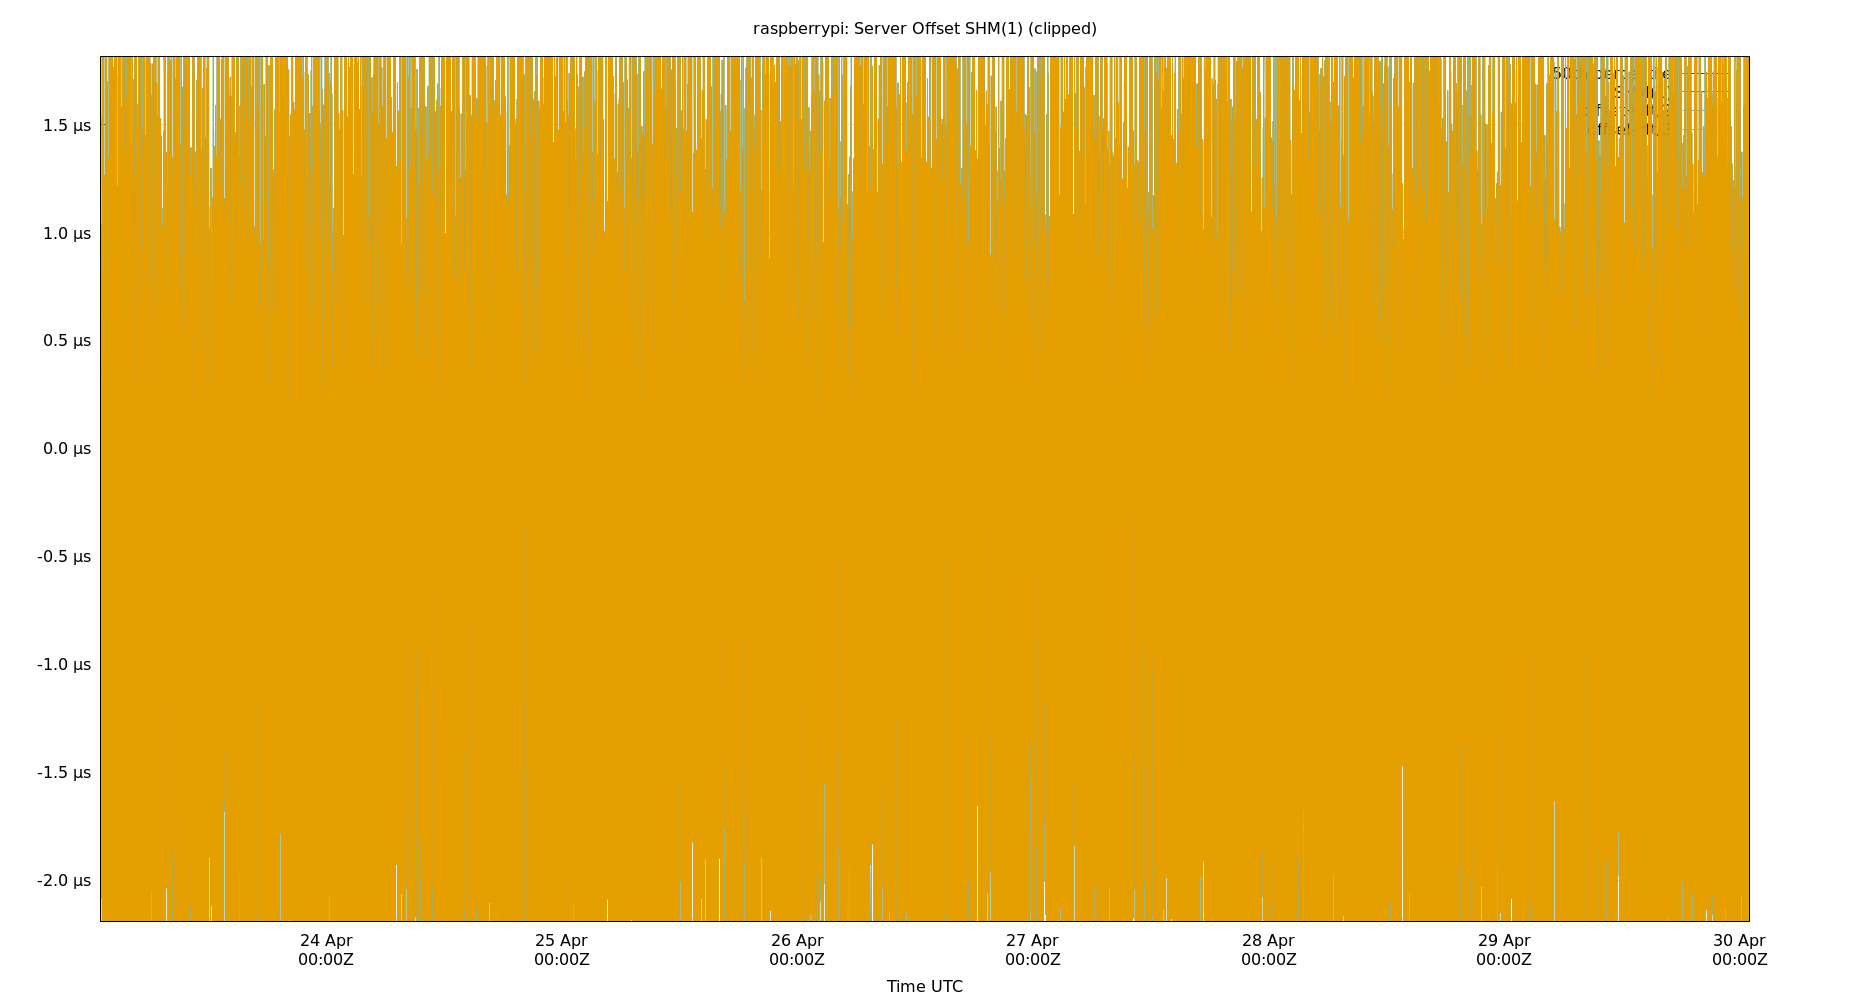 raspberrypi: Server Offset SHM(1) (clipped)
1.5 µs
1.0 µs
0.5 µs
0.0 µs
-0.5 µs
-1.0 µs
-1.5 µs
-2.0 µs
24 Apr 25 Apr 26 Apr 27 Apr 28 Apr 29 Apr 30 Apr
00:00Z 00:00Z 00:00Z 00:00Z 00:00Z 00:00Z 00:00Z
Time UTC